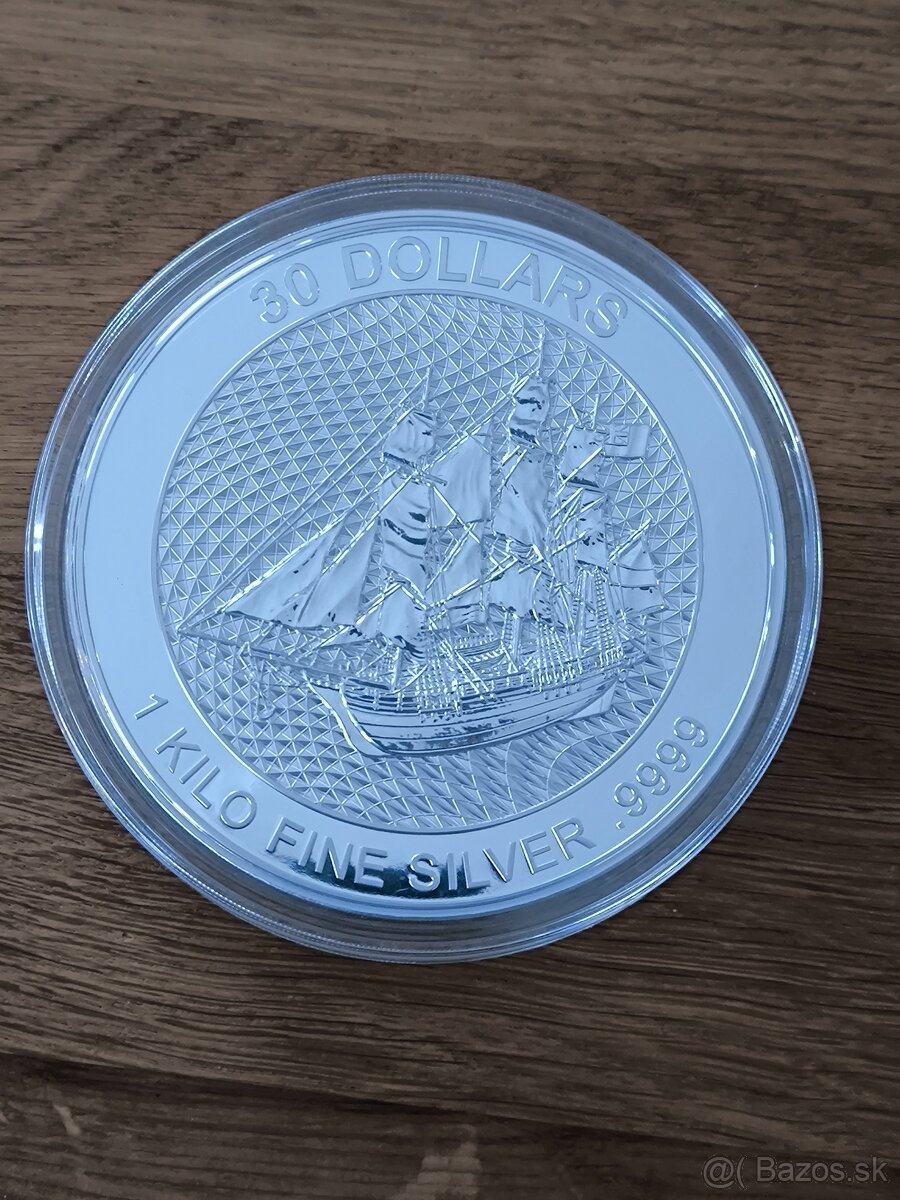 30 DOLLARS
1 KILO FINE SILVER .9999
@( Bazos.sk